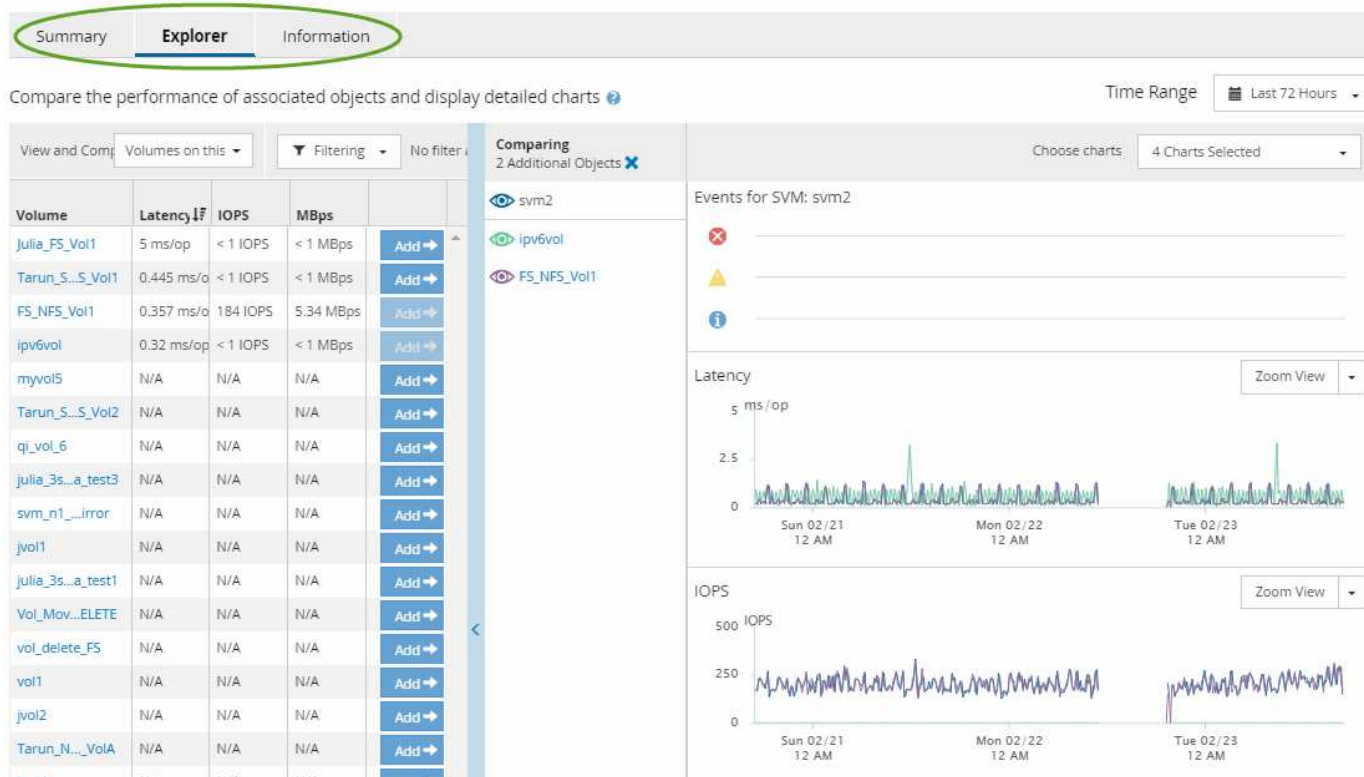 Summary Explorer Information
Compare the performance of associated objects and display detailed charts ?
Time Range Last 72 Hours
View and Comp Volumes on this Filtering No filter
Volume Latency IOPS MBps
Julia_FS_Vol1 5 ms/op < 1 IOPS < 1 MBps Add
Tarun_S...S_Vol1 0.445 ms/o < 1 IOPS < 1 MBps Add
FS_NFS_Vol1 0.357 ms/o 184 IOPS 5.34 MBps Add
ipv6vol 0.32 ms/op < 1 IOPS < 1 MBps Add
myvol5 N/A N/A N/A Add
Tarun_S...S_Vol2 N/A N/A N/A Add
qi_vol_6 N/A N/A N/A Add
julia_3s...a_test3 N/A N/A N/A Add
svm_n1_...irror N/A N/A N/A Add
jvol1 N/A N/A N/A Add
julia_3s...a_test1 N/A N/A N/A Add
Vol_Mov...ELETE N/A N/A N/A Add
vol_delete_FS N/A N/A N/A Add
vol1 N/A N/A N/A Add
jvol2 N/A N/A N/A Add
Tarun_N..._VolA N/A N/A N/A Add
Comparing
2 Additional Objects
svm2
ipv6vol
FS_NFS_Vol1
Choose charts 4 Charts Selected
Events for SVM: svm2
Latency Zoom View
5 ms/op
2.5
0
Sun 02/21 Mon 02/22 Tue 02/23
12 AM 12 AM 12 AM
IOPS Zoom View
500 IOPS
250
0
Sun 02/21 Mon 02/22 Tue 02/23
12 AM 12 AM 12 AM